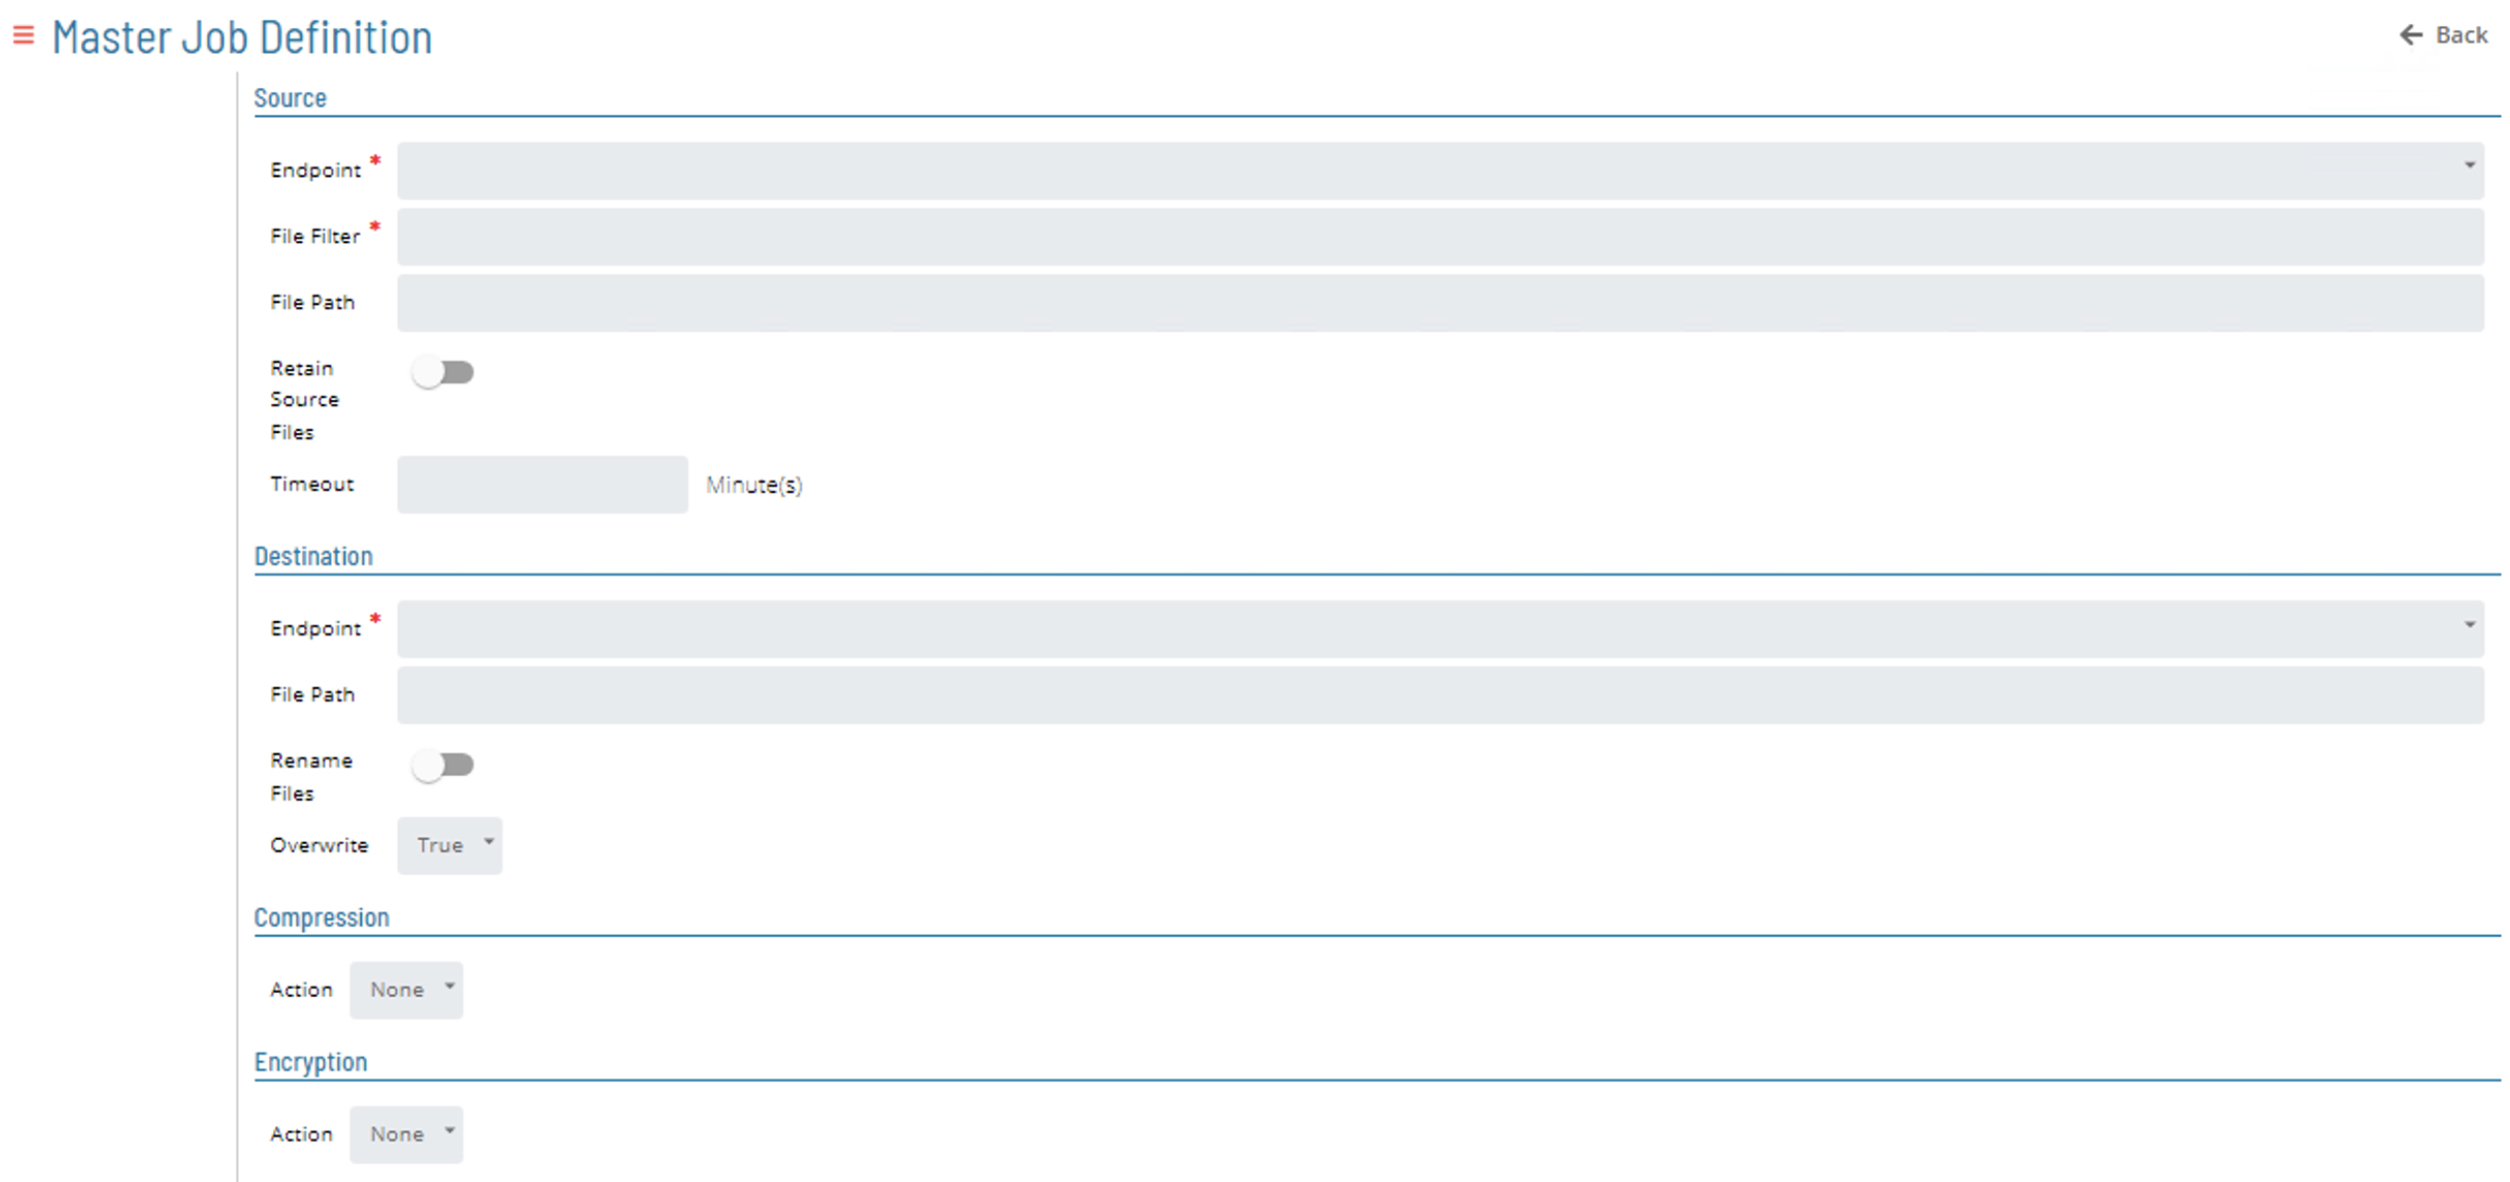 Master Job Definition
Back
Source
Endpoint *
File Filter *
File Path
Retain
Source
Files
Timeout Minute(s)
Destination
Endpoint *
File Path
Rename
Files
Overwrite True
Compression
Action None
Encryption
Action None